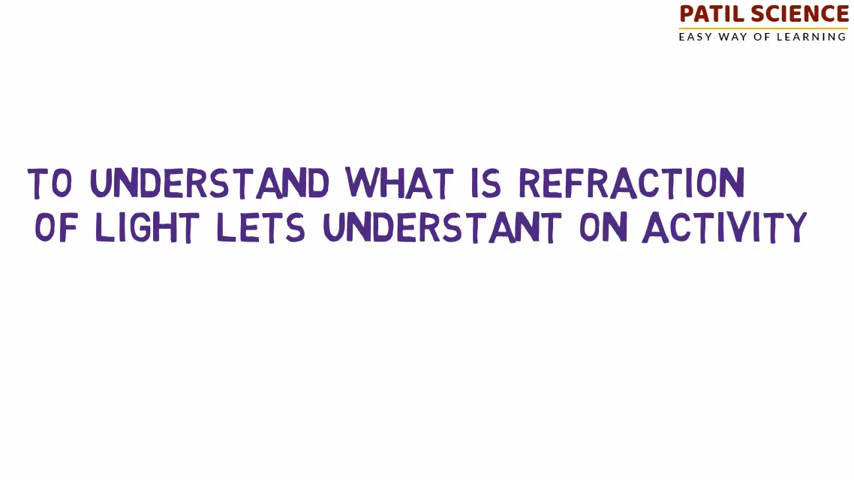 PATIL SCIENCE
EASY WAY OF LEARNING
TO UNDERSTAND WHAT IS REFRACTION
OF LIGHT LETS UNDERSTANT ON ACTIVITY